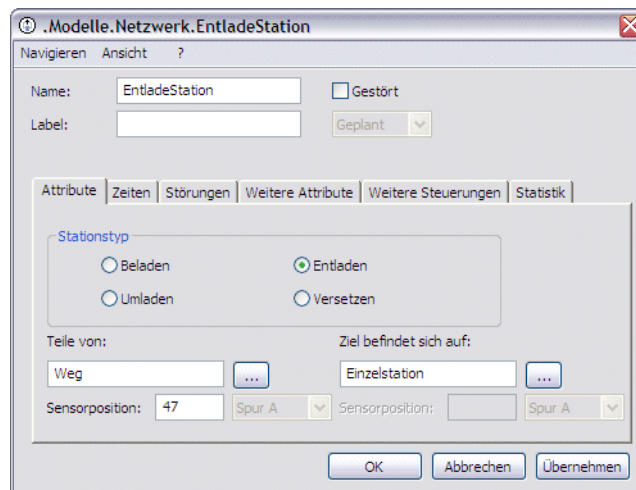 .Modelle.Netzwerk.EntladeStation
Navigieren Ansicht ?
Name: EntladeStation Gestört
Label: Geplant
Attribute Zeiten Störungen Weitere Attribute Weitere Steuerungen Statistik
Stationstyp
Beladen Entladen
Umladen Versetzen
Teile von: Ziel befindet sich auf:
Weg ... Einzelstation ...
Sensorposition: 47 Spur A Sensorposition: Spur A
OK Abbrechen Übernehmen